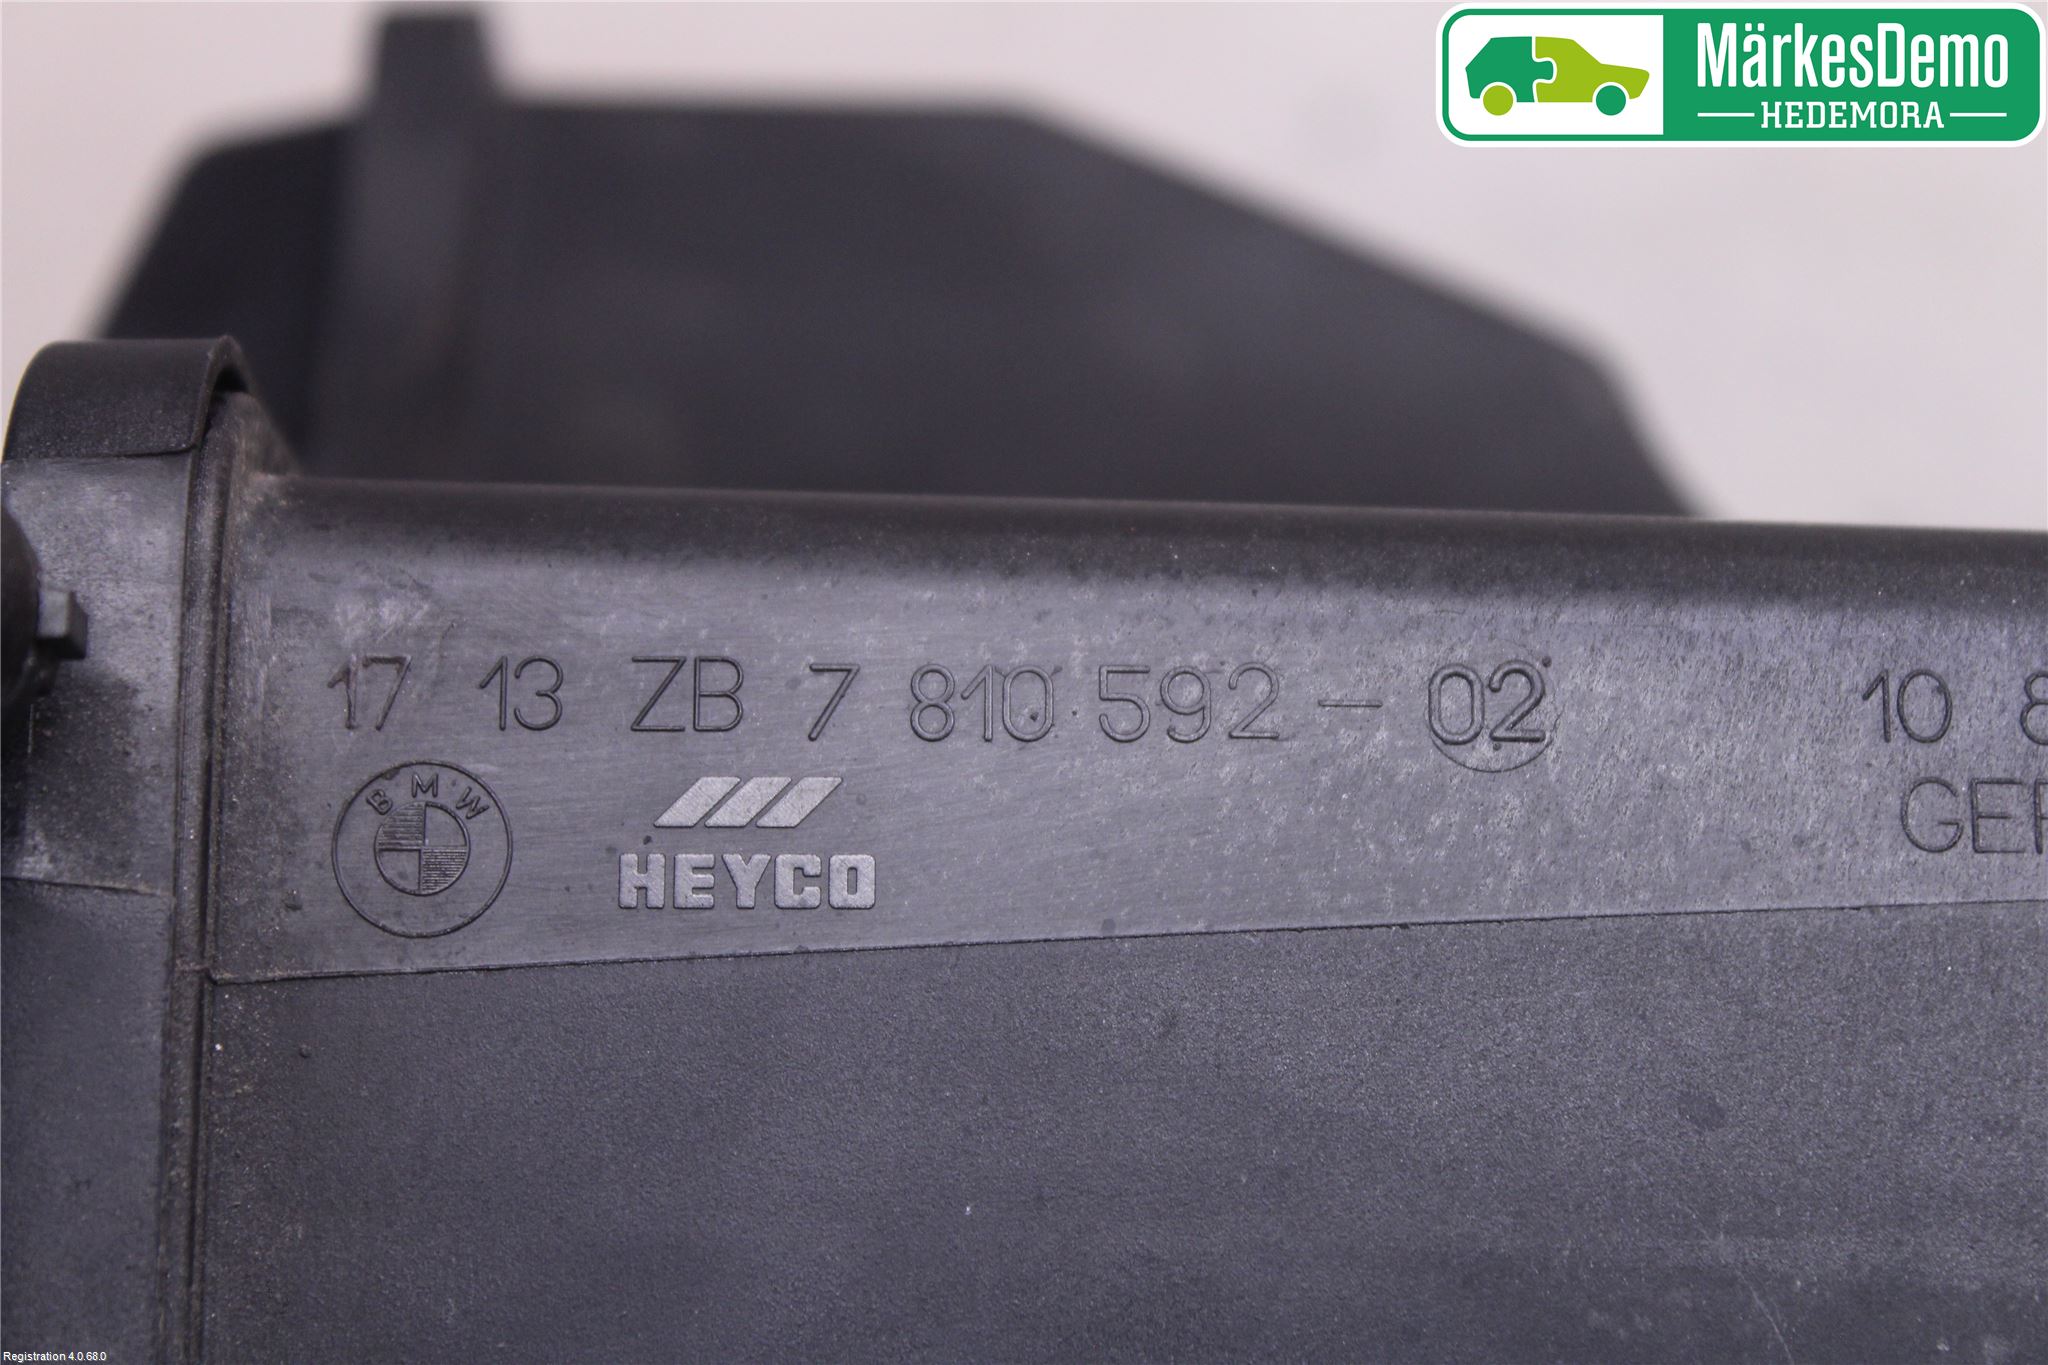 MärkesDemo
HEDEMORA
17 13 ZB 7 810 592 - 02 10
BMW HEYCO
Registration 4.0.68.0